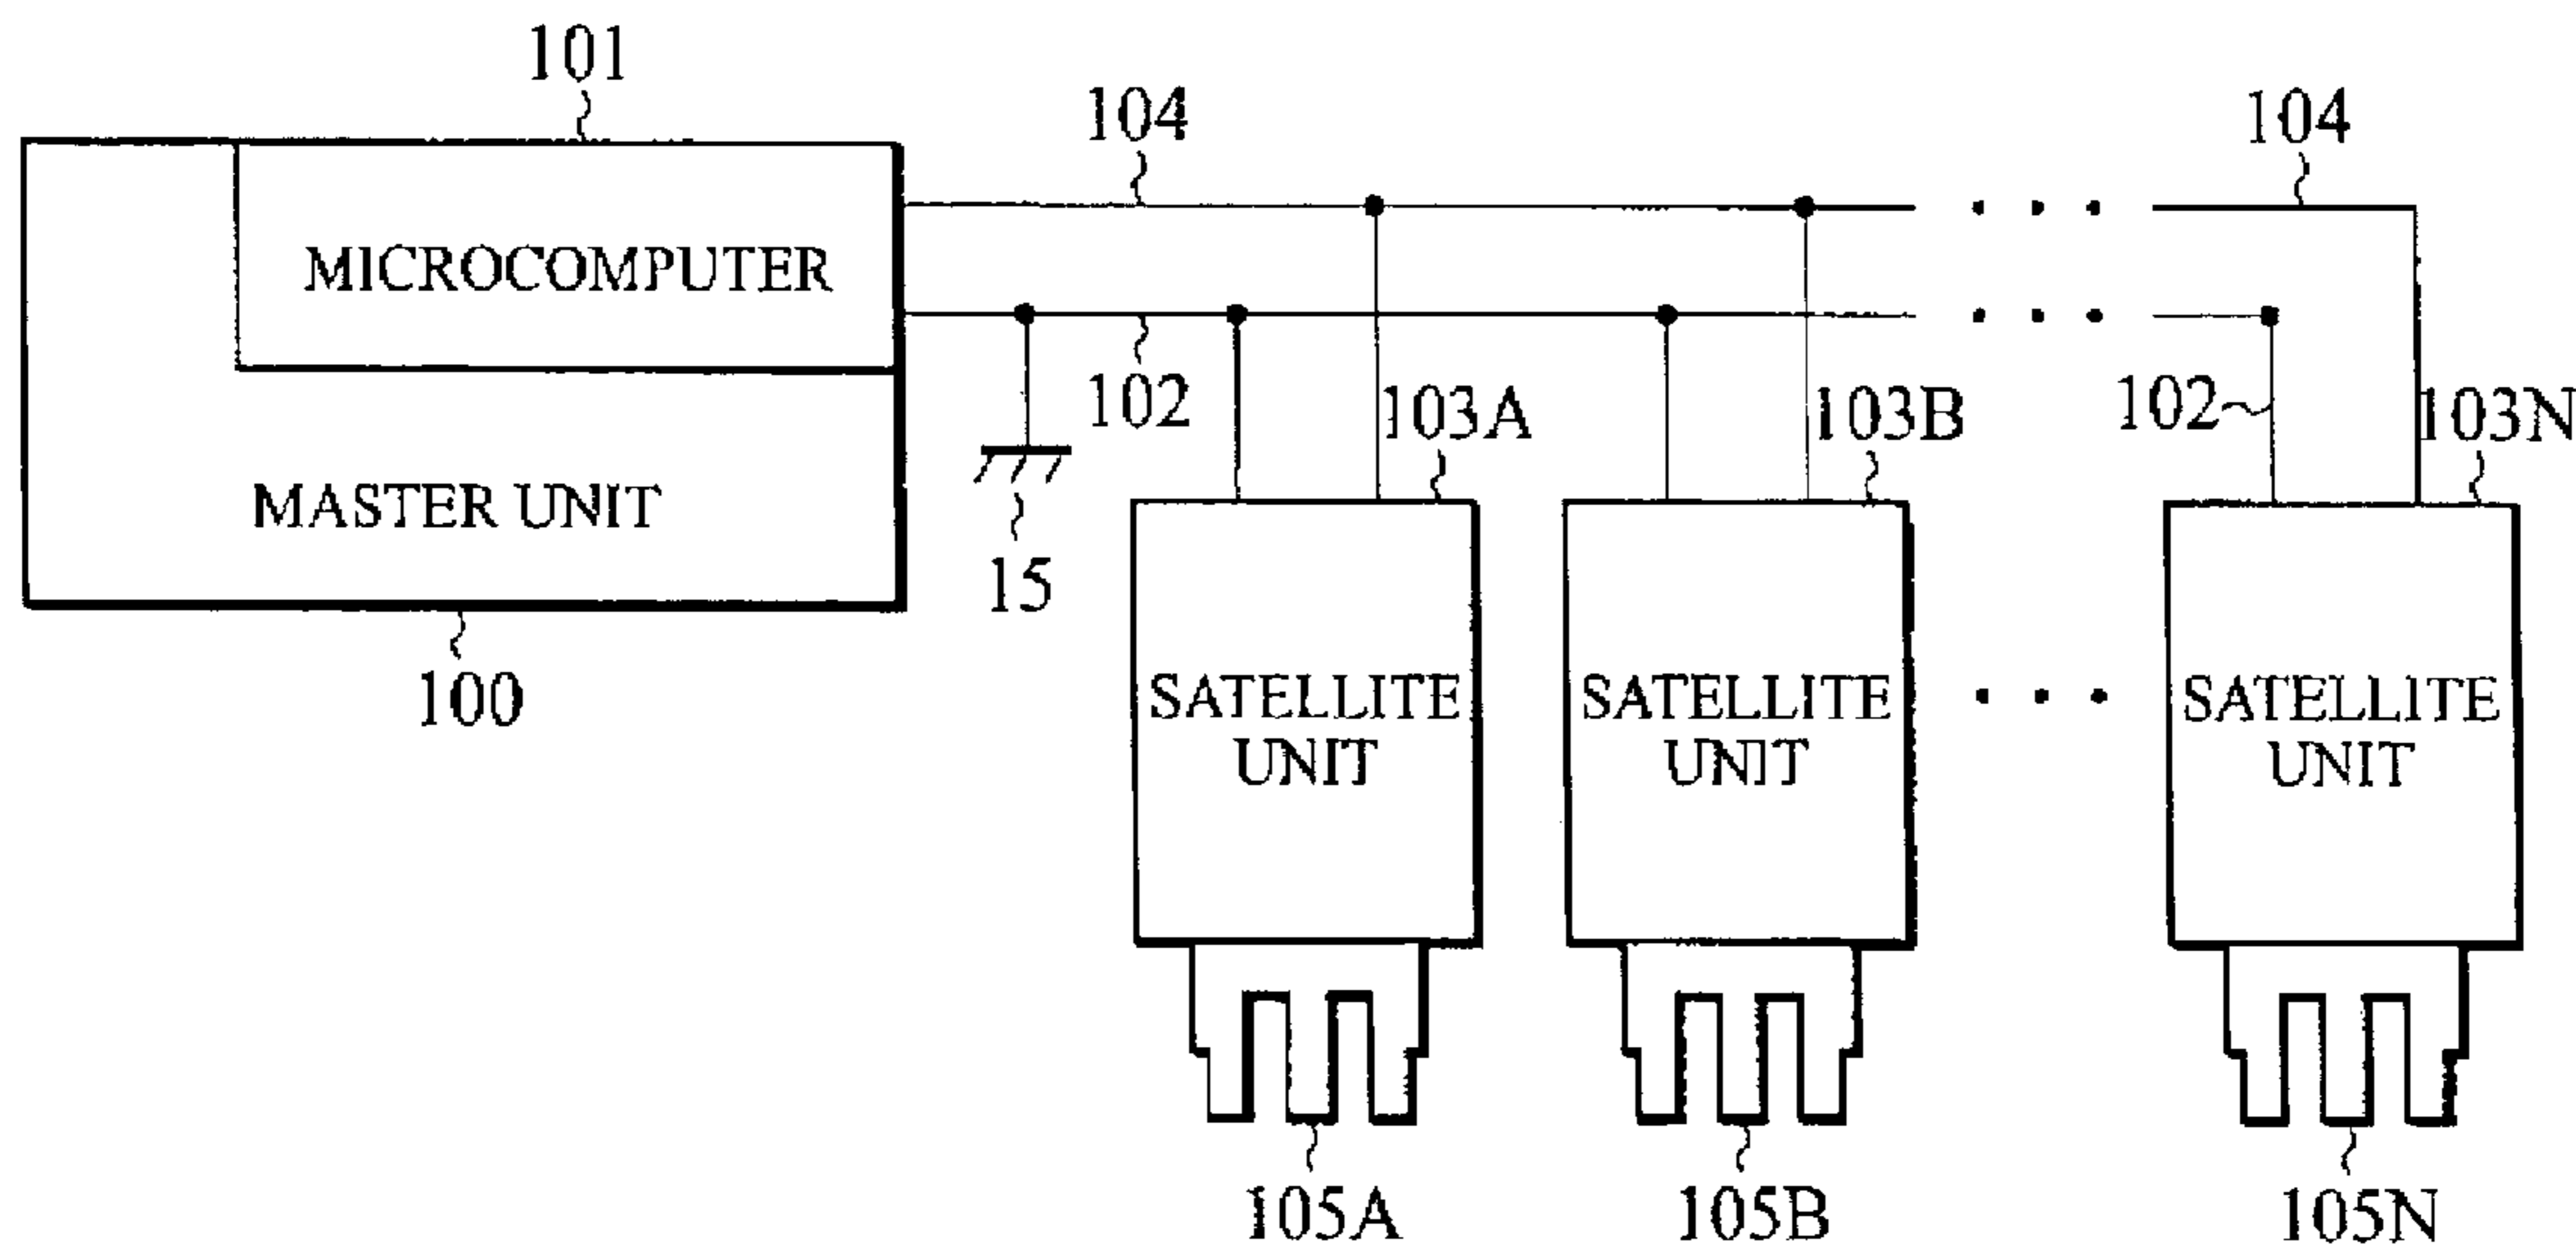 101
104
104
MICROCOMPUTER
102
103A
103B
102
103N
MASTER UNIT
15
100
SATELLITE
UNIT
SATELLITE
UNIT
SATELLITE
UNIT
105A
105B
105N